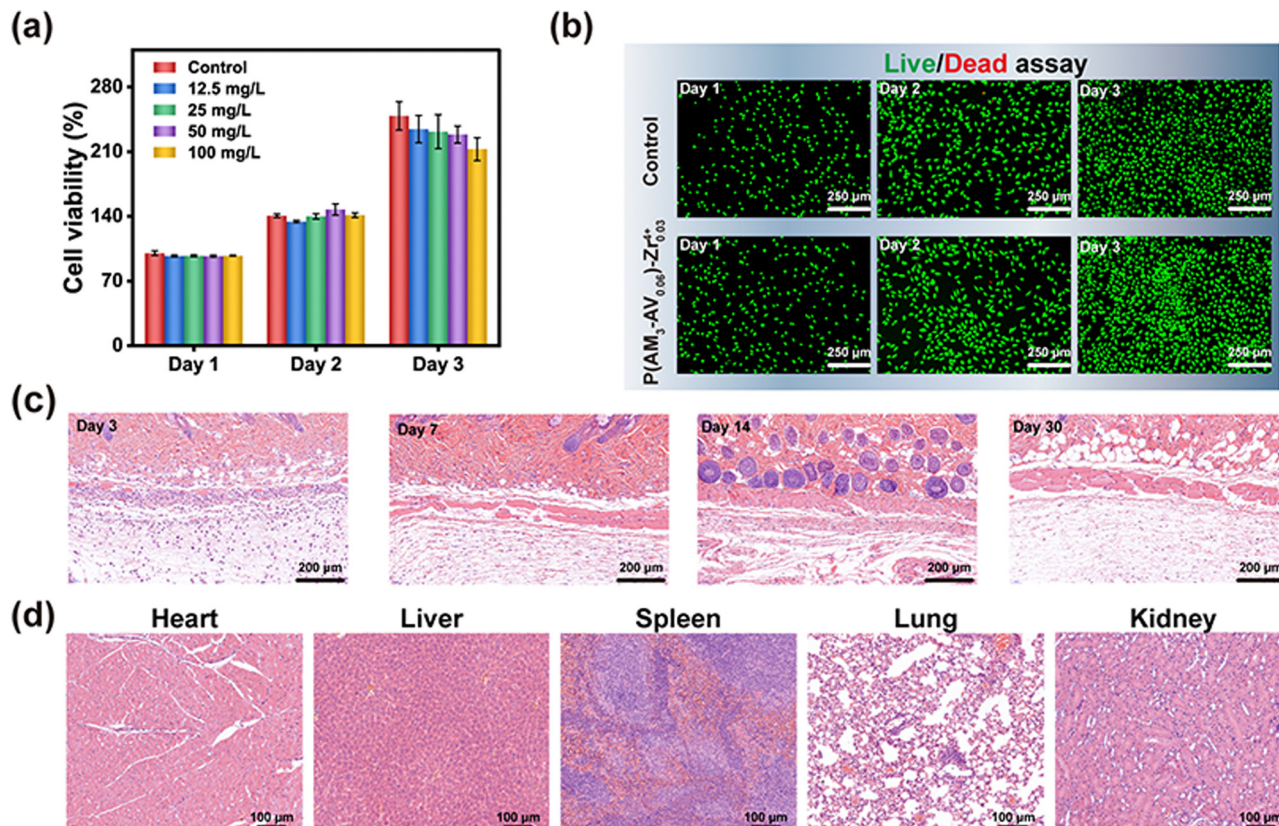 (a)
Cell viability (%)
280
210
140
70
0
Control
12.5 mg/L
25 mg/L
50 mg/L
100 mg/L
Day 1 Day 2 Day 3
(b)
Live/Dead assay
Control
Day 1 Day 2 Day 3
250 μm 250 μm 250 μm
P(AM₃-AV₀.₀₆)-Zr⁴⁺₀.₀₃
Day 1 Day 2 Day 3
250 μm 250 μm 250 μm
(c)
Day 3 Day 7 Day 14 Day 30
200 μm 200 μm 200 μm 200 μm
(d)
Heart Liver Spleen Lung Kidney
100 μm 100 μm 100 μm 100 μm 100 μm